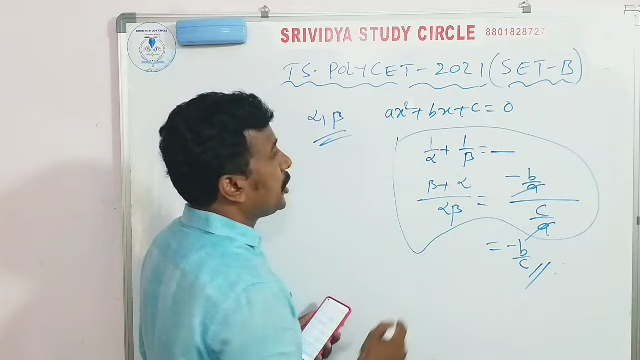 SRIVIDYA STUDY CIRCLE 8801828727
TS. POLYCET - 2021 (SET-B)
α, β ax² + bx + c = 0
1/α + 1/β = —
(β + α)/(αβ) = (-b/a)/(c/a)
= -b/c //